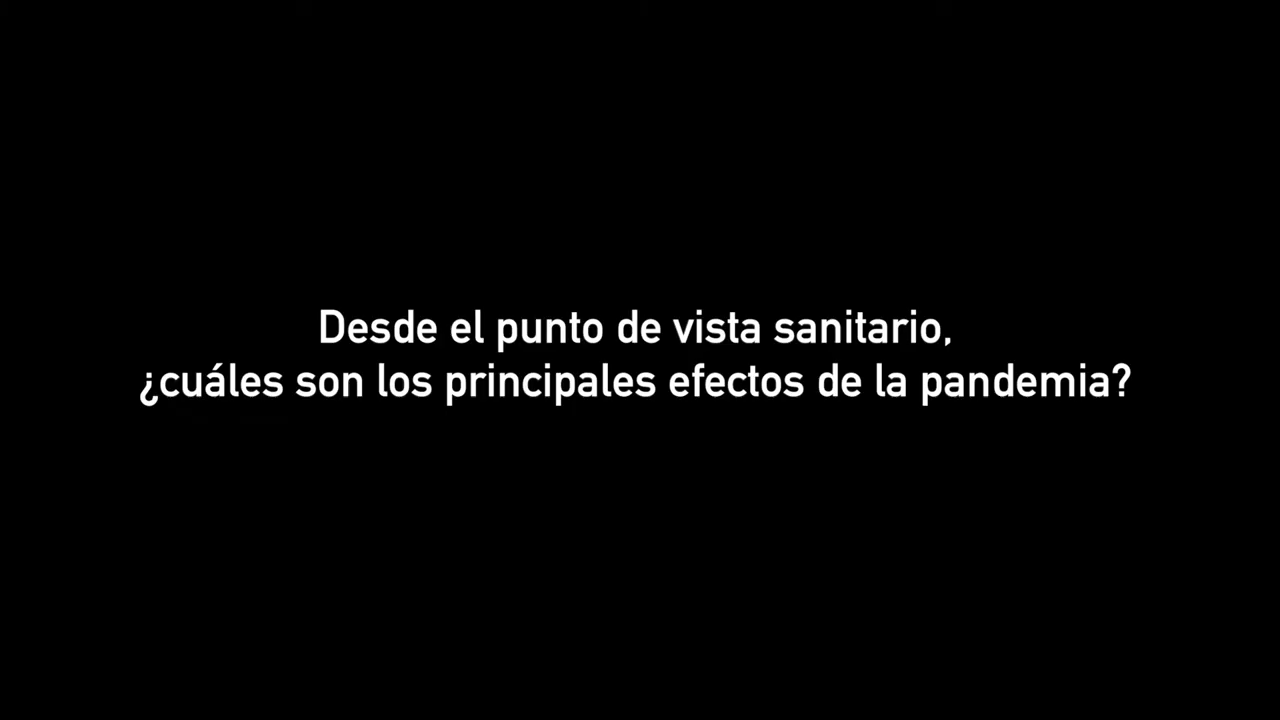 Desde el punto de vista sanitario,
¿cuáles son los principales efectos de la pandemia?